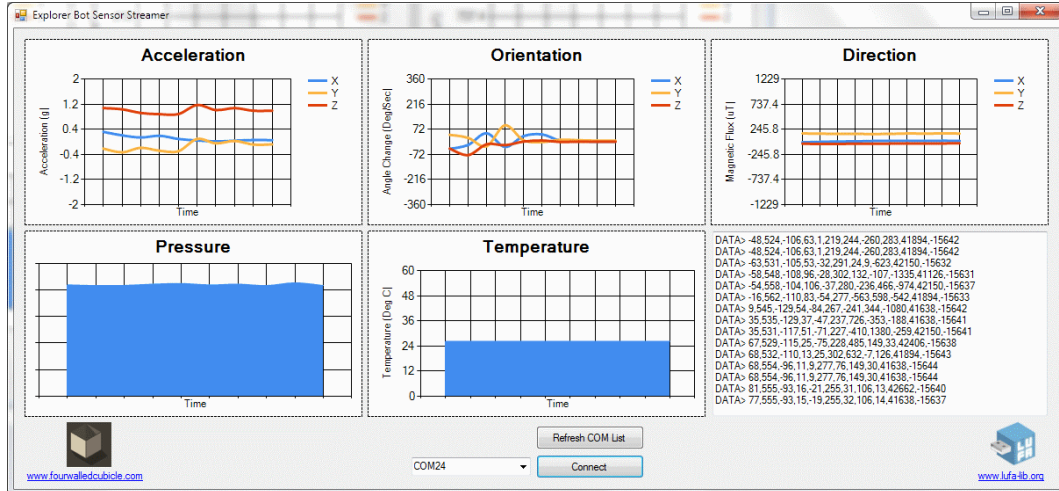 Explorer Bot Sensor Streamer
Acceleration
Acceleration [g]
2
1.2
0.4
-0.4
-1.2
-2
Time
X
Y
Z
Orientation
Angle Change [Deg/Sec]
360
216
72
-72
-216
-360
Time
X
Y
Z
Direction
Magnetic Flux [uT]
1229
737.4
245.8
-245.8
-737.4
-1229
Time
X
Y
Z
Pressure
Time
Temperature
Temperature [Deg C]
60
48
36
24
12
0
Time
DATA> -48,524,-106,63,1,219,244,-260,283,41894,-15642
DATA> -48,524,-106,63,1,219,244,-260,283,41894,-15642
DATA> -63,531,-105,53,-32,291,24,9,-623,42150,-15632
DATA> -58,548,-108,96,-28,302,132,-107,-1335,41126,-15631
DATA> -54,558,-104,106,-37,280,-236,466,-974,42150,-15637
DATA> -16,562,-110,83,-54,277,-563,598,-542,41894,-15633
DATA> 9,545,-129,54,-84,267,-241,344,-1080,41638,-15642
DATA> 35,535,-129,37,-47,237,726,-353,-188,41638,-15641
DATA> 35,531,-117,51,-71,227,-410,1380,-259,42150,-15641
DATA> 67,529,-115,25,-75,228,485,149,33,42406,-15638
DATA> 68,532,-110,13,25,302,632,-7,126,41894,-15643
DATA> 68,554,-96,11,9,277,76,149,30,41638,-15644
DATA> 68,554,-96,11,9,277,76,149,30,41638,-15644
DATA> 81,555,-93,16,-21,255,31,106,13,42662,-15640
DATA> 77,555,-93,15,-19,255,32,106,14,41638,-15637
Refresh COM List
COM24
Connect
www.fourwalledcubicle.com
www.lufa-lib.org